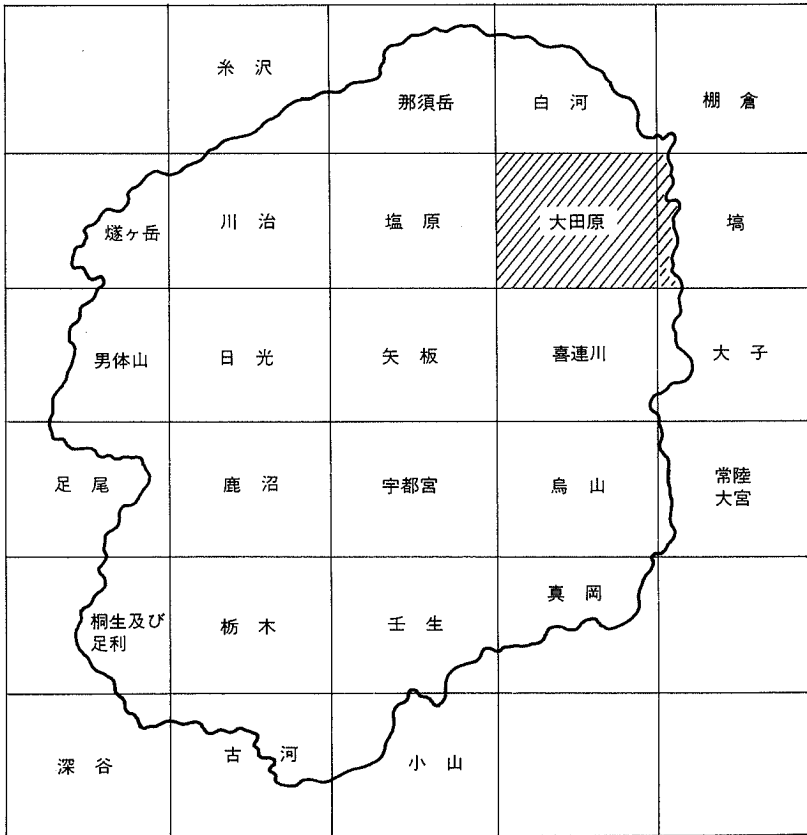 糸沢
那須岳
白河
棚倉
燧ヶ岳
川治
塩原
大田原
塙
男体山
日光
矢板
喜連川
大子
足尾
鹿沼
宇都宮
烏山
常陸
大宮
桐生及び
足利
栃木
壬生
真岡
深谷
古河
小山